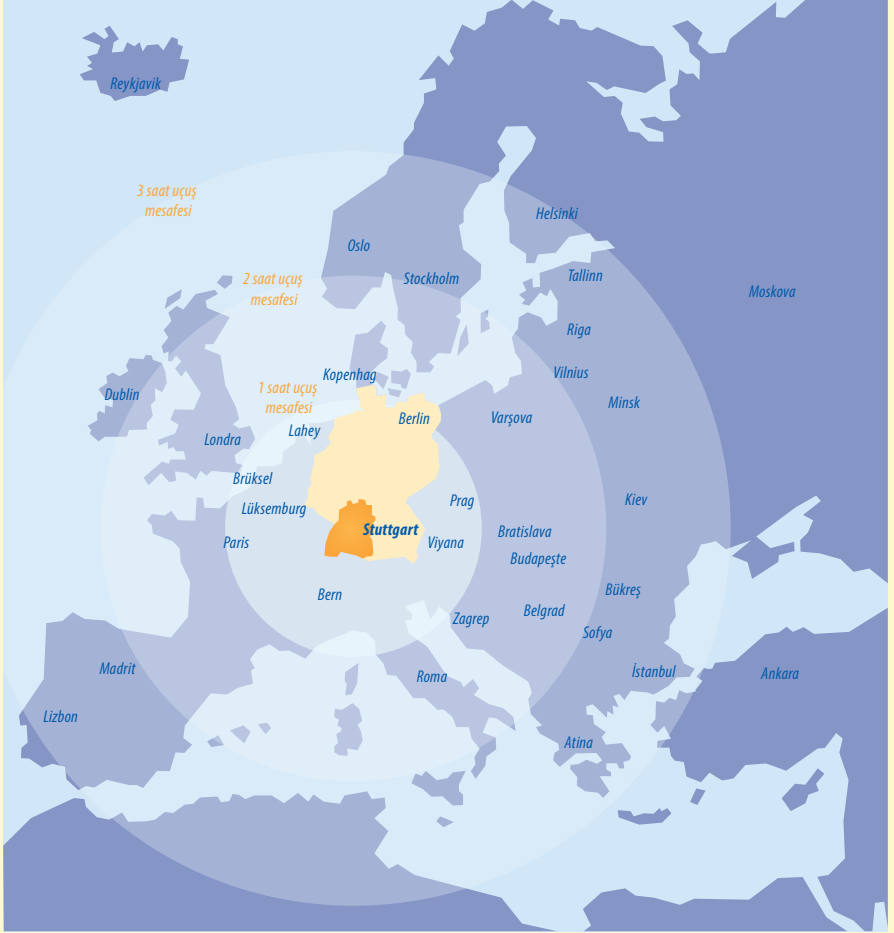 Reykjavik
3 saat uçuş
mesafesi
Helsinki
Oslo
Stockholm
Tallinn
2 saat uçuş
mesafesi
Moskova
Riga
Kopenhag
Vilnius
1 saat uçuş
mesafesi
Dublin
Minsk
Berlin
Varşova
Lahey
Londra
Brüksel
Prag
Kiev
Lüksemburg
Stuttgart
Bratislava
Paris
Viyana
Budapeşte
Bern
Bükreş
Belgrad
Zagrep
Sofya
Madrit
Roma
İstanbul
Ankara
Lizbon
Atina